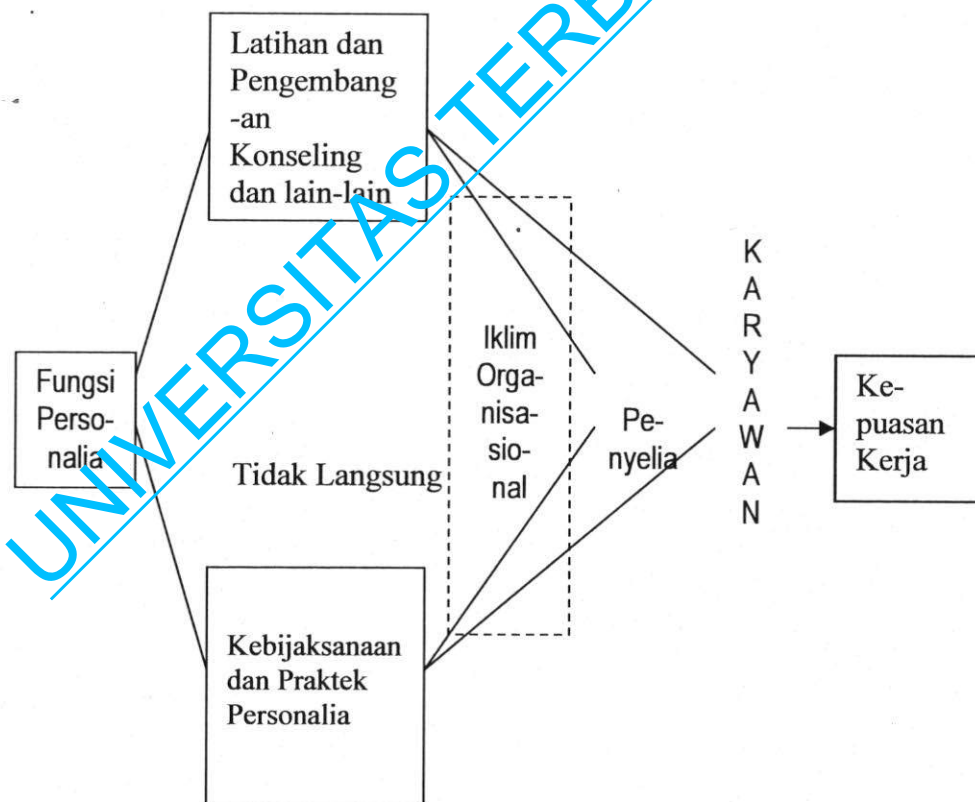 Latihan dan
Pengembang
-an
Konseling
dan lain-lain
UNIVERSITAS TERB
Fungsi
Perso-
nalia
Tidak Langsung
Iklim
Orga-
nisa-
sio-
nal
Pe-
nyelia
K
A
R
Y
A
W
A
N
Ke-
puasan
Kerja
Kebijaksanaan
dan Praktek
Personalia